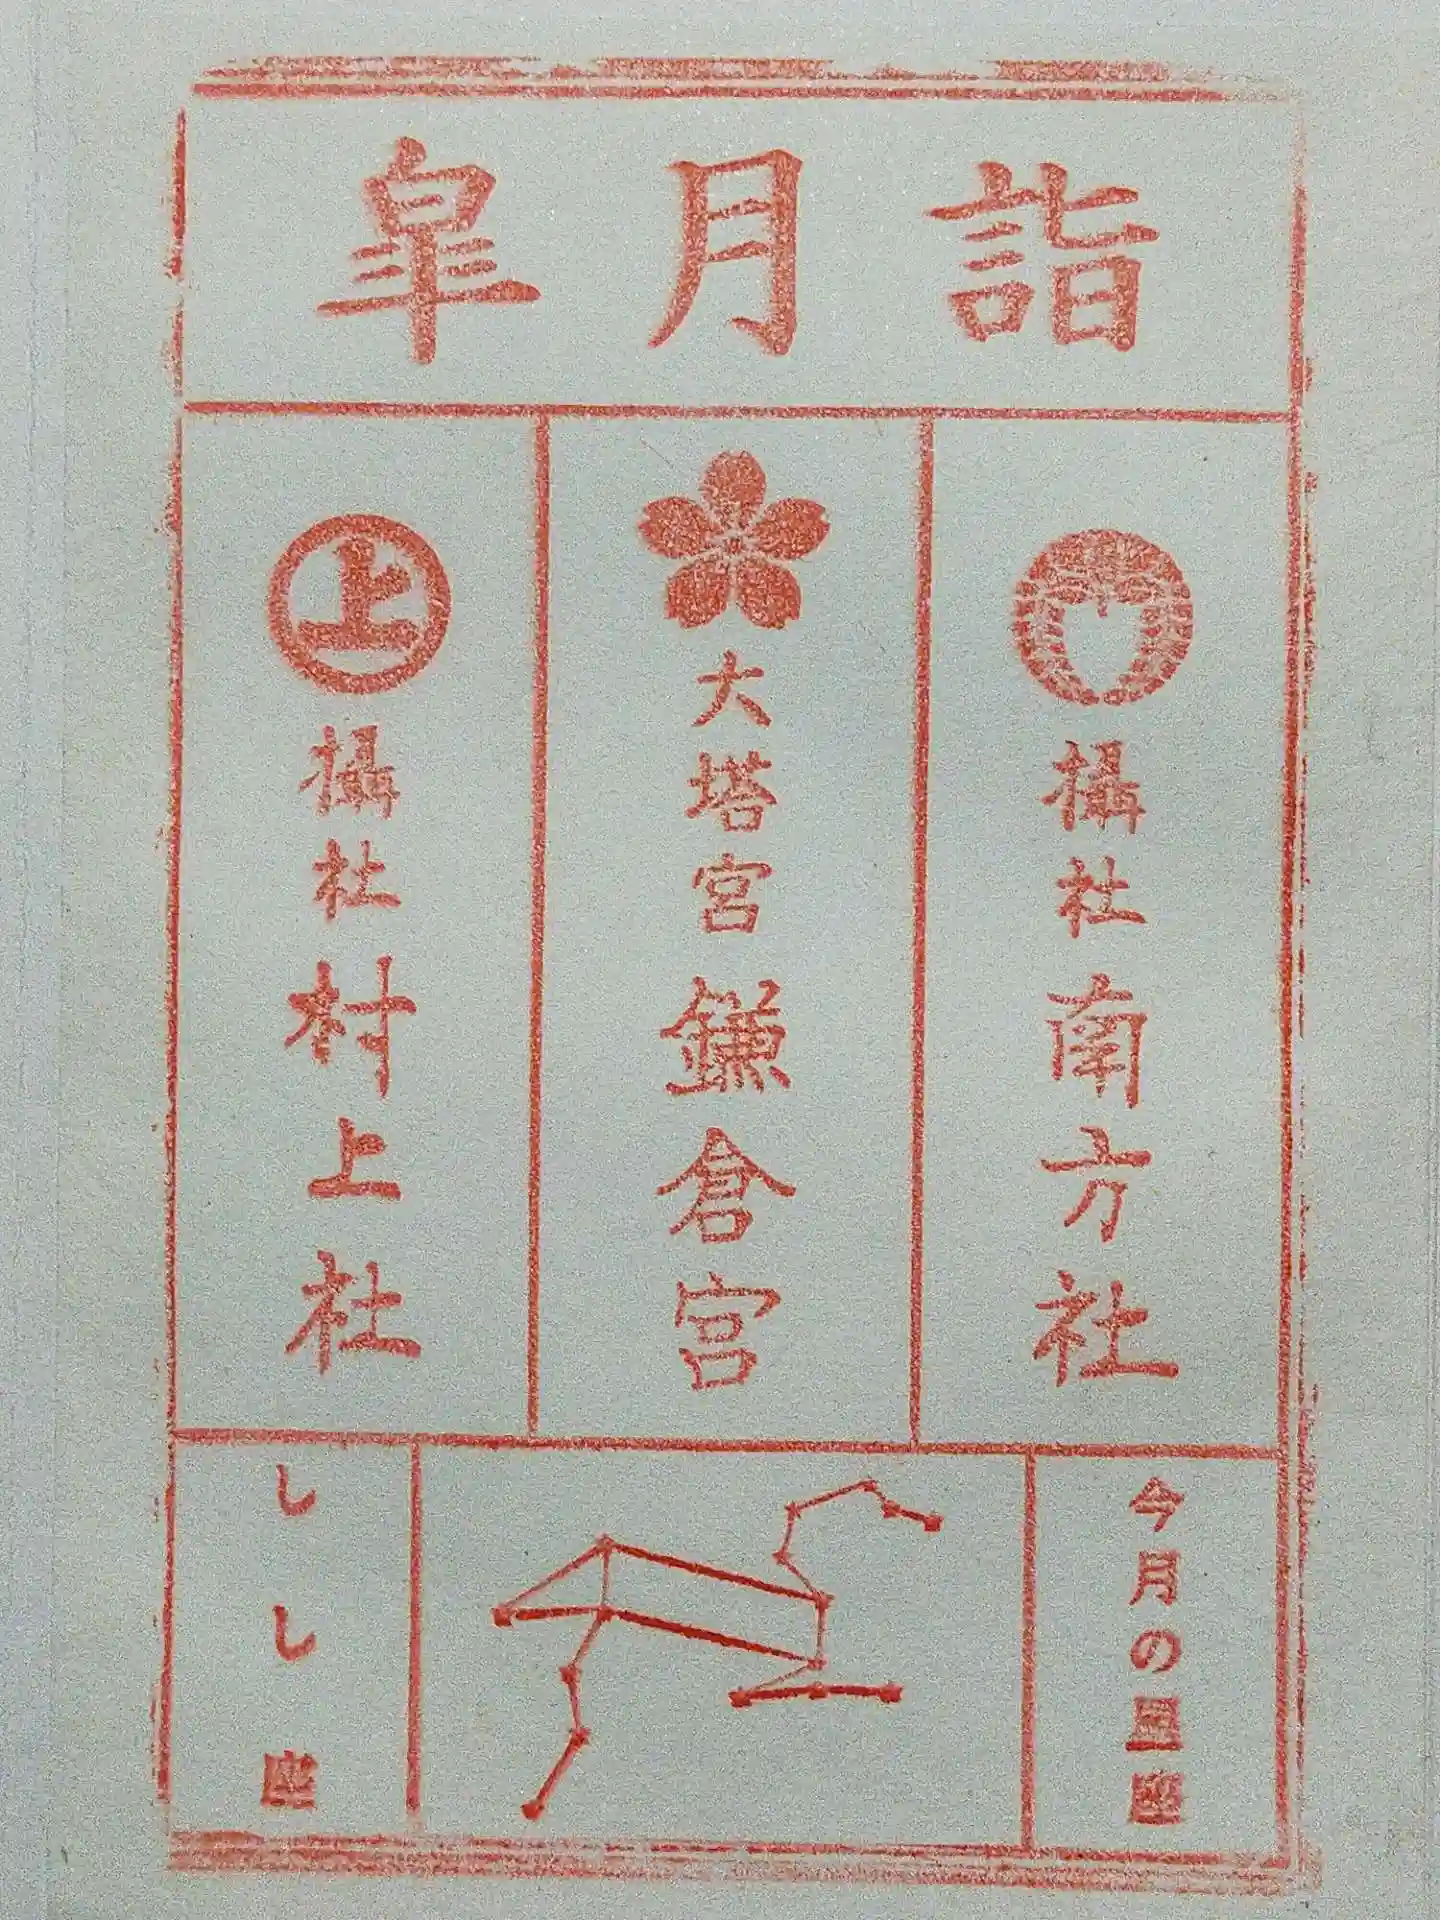 皐月詣
攝社 南方社
大塔宮 鎌倉宮
上
攝社 村上社
今月の星座
しし座